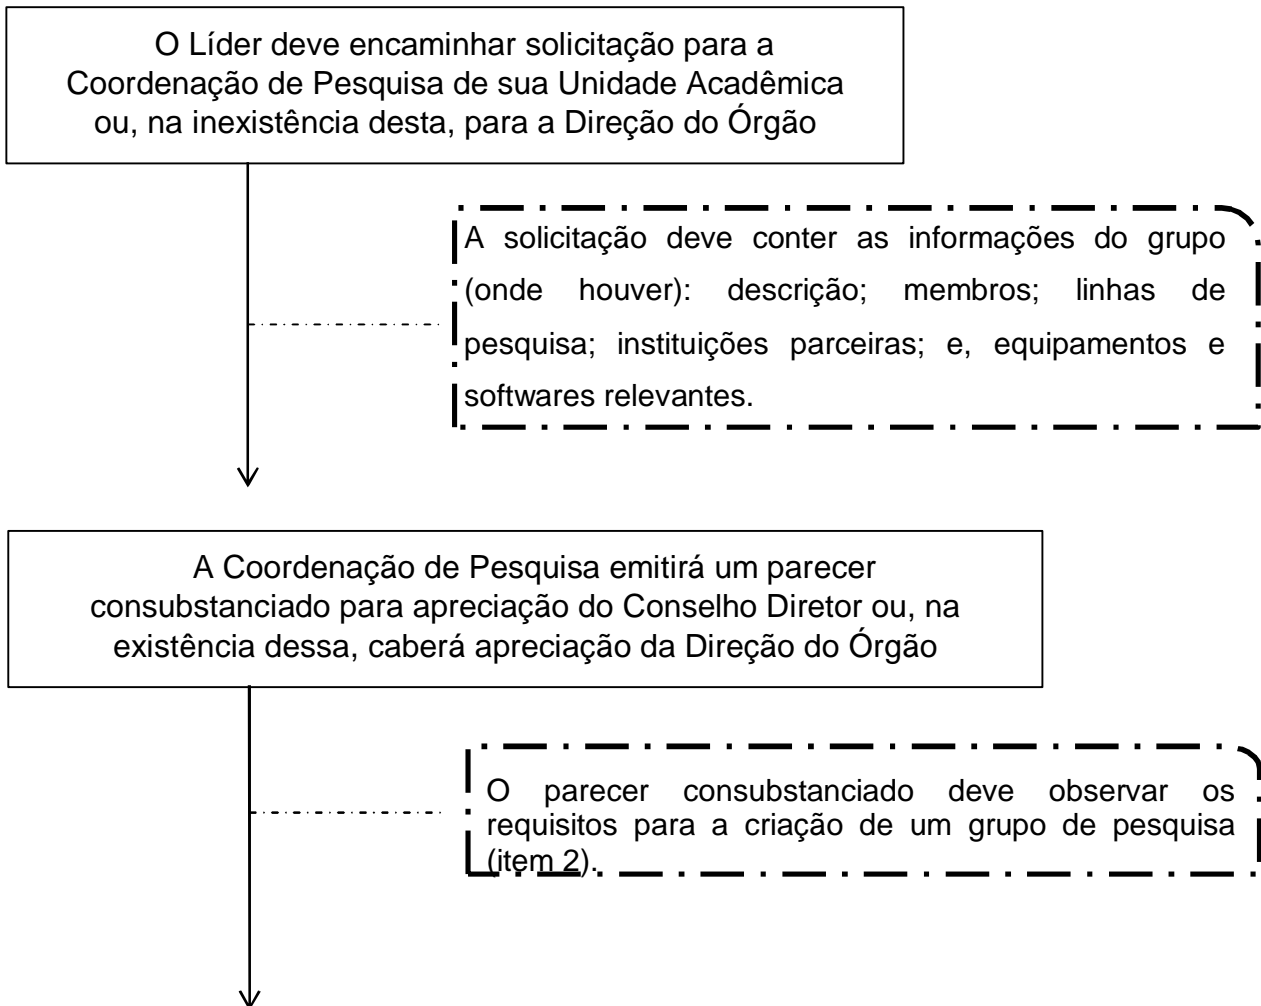 O Líder deve encaminhar solicitação para a
Coordenação de Pesquisa de sua Unidade Acadêmica
ou, na inexistência desta, para a Direção do Órgão
A solicitação deve conter as informações do grupo
(onde houver): descrição; membros; linhas de
pesquisa; instituições parceiras; e, equipamentos e
softwares relevantes.
A Coordenação de Pesquisa emitirá um parecer
consubstanciado para apreciação do Conselho Diretor ou, na
existência dessa, caberá apreciação da Direção do Órgão
O parecer consubstanciado deve observar os
requisitos para a criação de um grupo de pesquisa
(item 2).